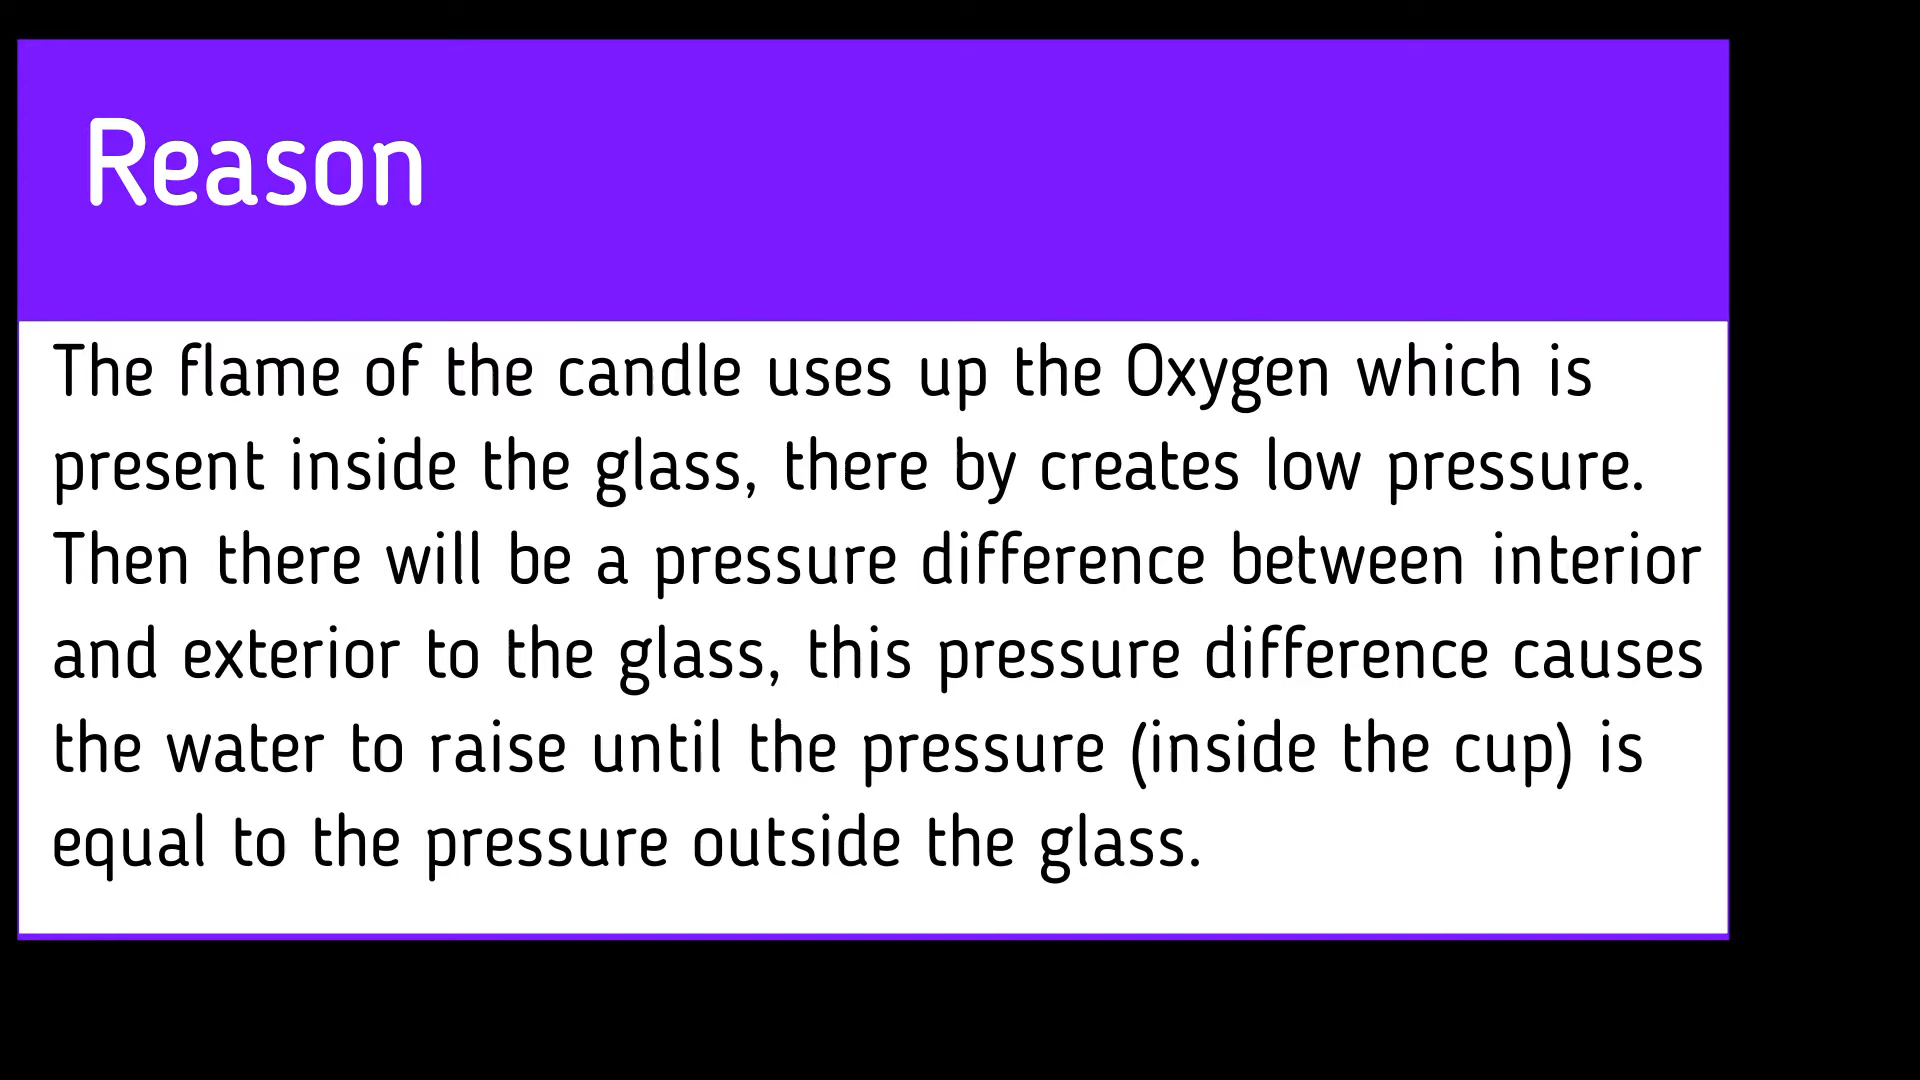 Reason
The flame of the candle uses up the Oxygen which is
present inside the glass, there by creates low pressure.
Then there will be a pressure difference between interior
and exterior to the glass, this pressure difference causes
the water to raise until the pressure (inside the cup) is
equal to the pressure outside the glass.